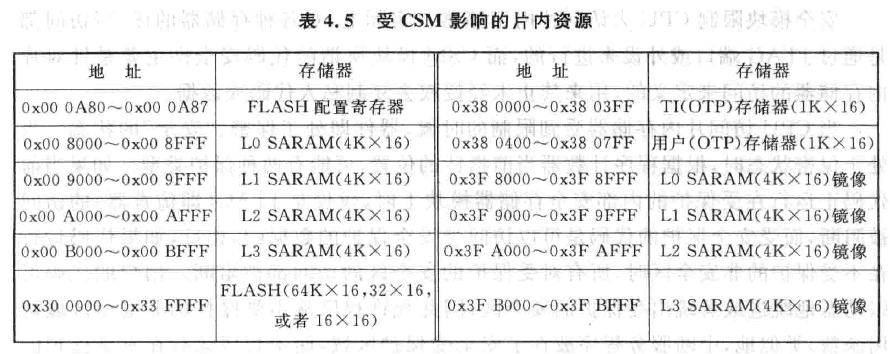 表 4.5 受 CSM 影响的片内资源
地 址 存储器 地 址 存储器
0x00 0A80~0x00 0A87 FLASH 配置寄存器 0x38 0000~0x38 03FF TI(OTP)存储器(1K×16)
0x00 8000~0x00 8FFF L0 SARAM(4K×16) 0x38 0400~0x38 07FF 用户(OTP)存储器(1K×16)
0x00 9000~0x00 9FFF L1 SARAM(4K×16) 0x3F 8000~0x3F 8FFF L0 SARAM(4K×16)镜像
0x00 A000~0x00 AFFF L2 SARAM(4K×16) 0x3F 9000~0x3F 9FFF L1 SARAM(4K×16)镜像
0x00 B000~0x00 BFFF L3 SARAM(4K×16) 0x3F A000~0x3F AFFF L2 SARAM(4K×16)镜像
0x30 0000~0x33 FFFF FLASH(64K×16,32×16, 或者 16×16) 0x3F B000~0x3F BFFF L3 SARAM(4K×16)镜像